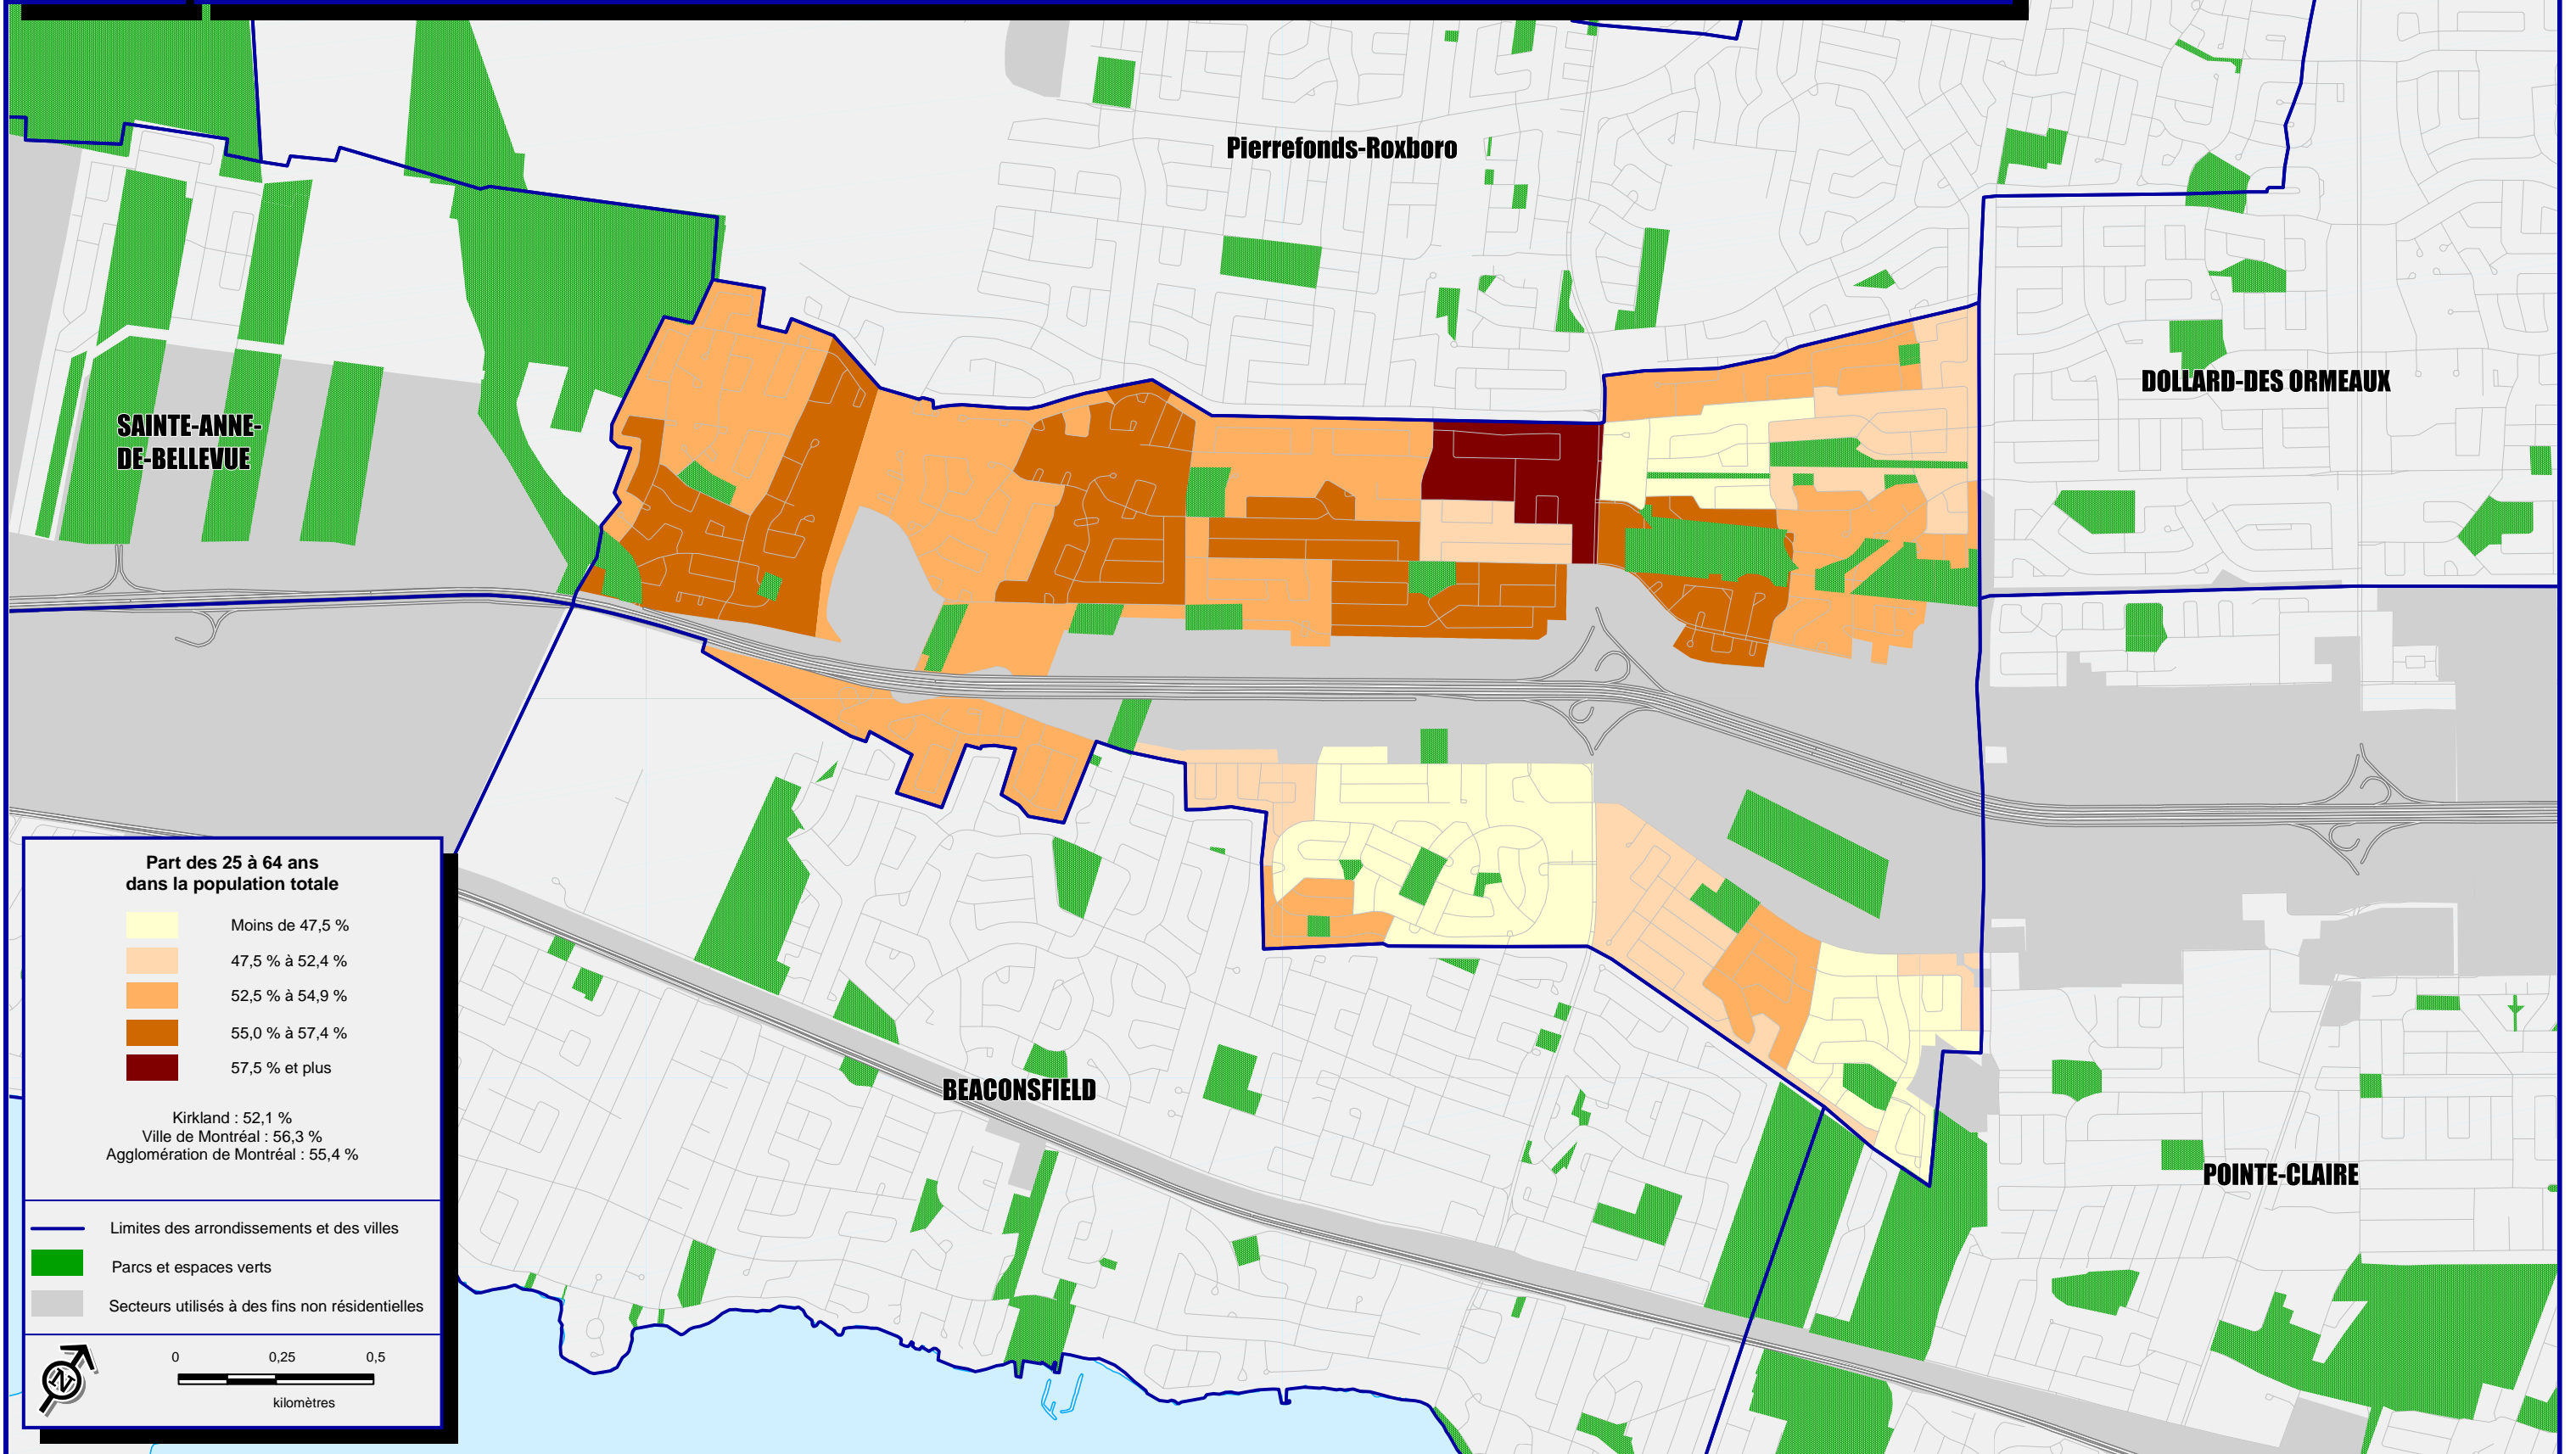 Pierrefonds-Roxboro
DOLLARD-DES ORMEAUX
SAINTE-ANNE-
DE-BELLEVUE
BEACONSFIELD
POINTE-CLAIRE
Part des 25 à 64 ans
dans la population totale
Moins de 47,5 %
47,5 % à 52,4 %
52,5 % à 54,9 %
55,0 % à 57,4 %
57,5 % et plus
Kirkland : 52,1 %
Ville de Montréal : 56,3 %
Agglomération de Montréal : 55,4 %
Limites des arrondissements et des villes
Parcs et espaces verts
Secteurs utilisés à des fins non résidentielles
N
0 0,25 0,5
kilomètres